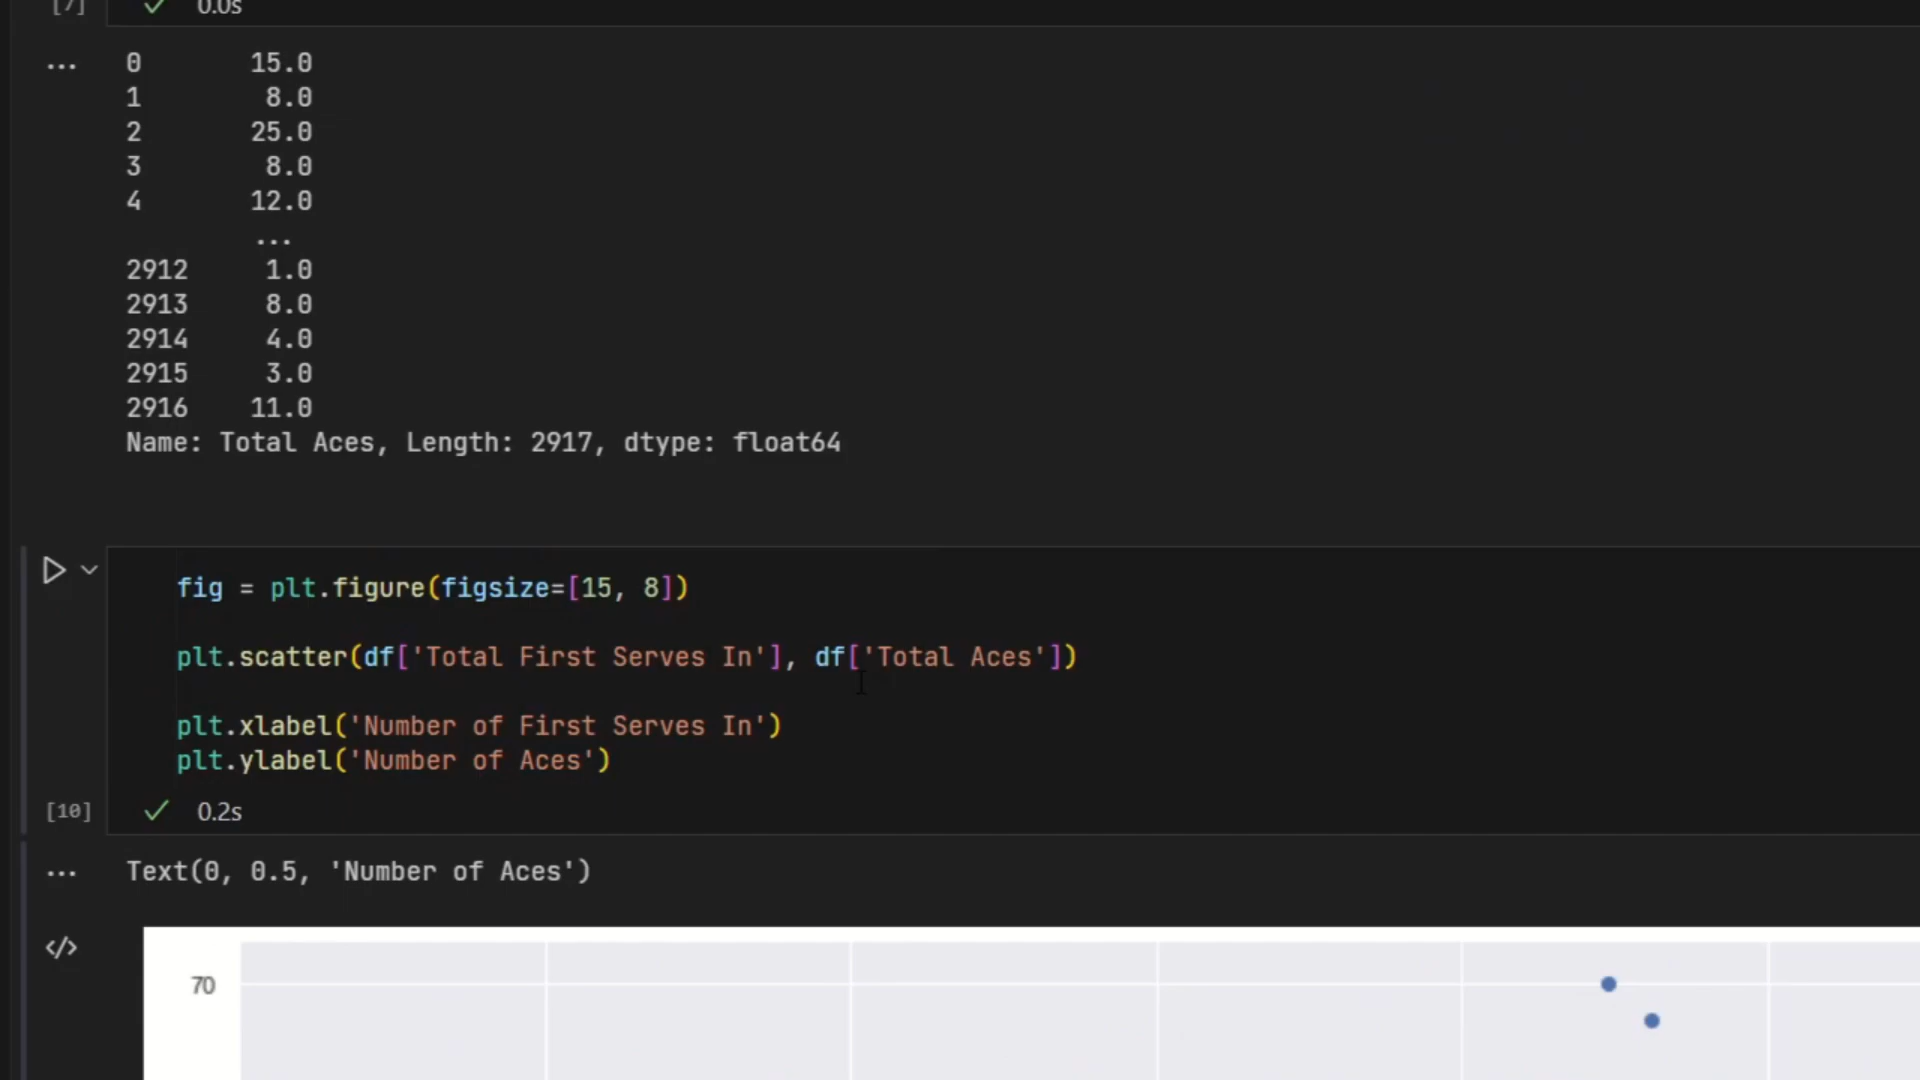 [7] 0.0s
... 0 15.0
1 8.0
2 25.0
3 8.0
4 12.0
...
2912 1.0
2913 8.0
2914 4.0
2915 3.0
2916 11.0
Name: Total Aces, Length: 2917, dtype: float64
fig = plt.figure(figsize=[15, 8])
plt.scatter(df['Total First Serves In'], df['Total Aces'])
plt.xlabel('Number of First Serves In')
plt.ylabel('Number of Aces')
[10] 0.2s
... Text(0, 0.5, 'Number of Aces')
70